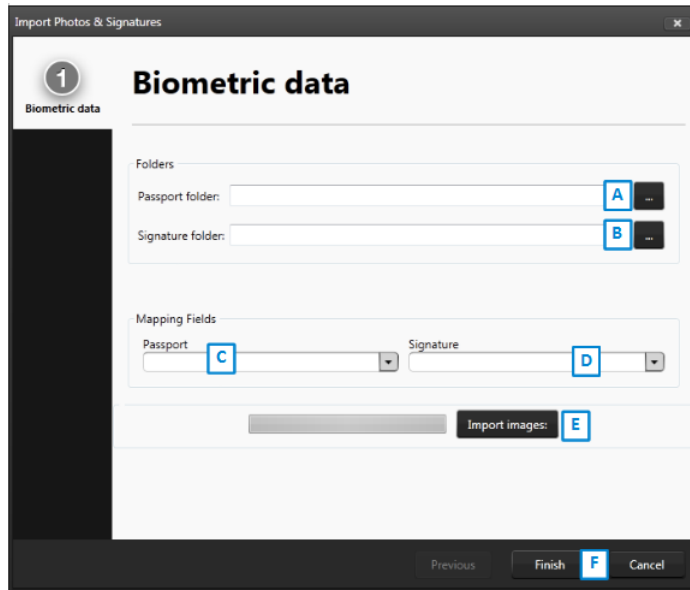 Import Photos & Signatures
1
Biometric data
Biometric data
Folders
Passport folder: A ...
Signature folder: B ...
Mapping Fields
Passport Signature
C D
Import images: E
Previous Finish F Cancel